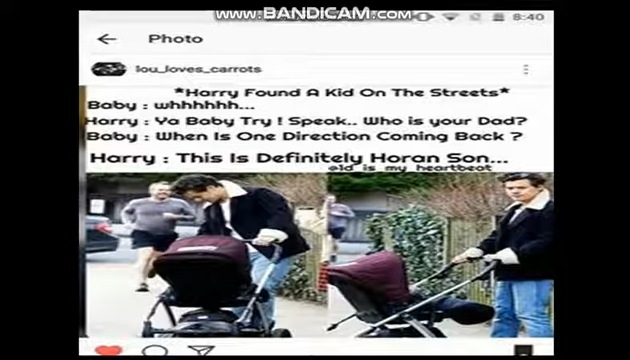 www.BANDICAM.com
8:40
Photo
lou_loves_carrots
*Harry Found A Kid On The Streets*
Baby : whhhhhh...
Harry : Ya Baby Try ! Speak.. Who is your Dad?
Baby : When Is One Direction Coming Back ?
Harry : This Is Definitely Horan Son...
@1d_is_my_heartbeat